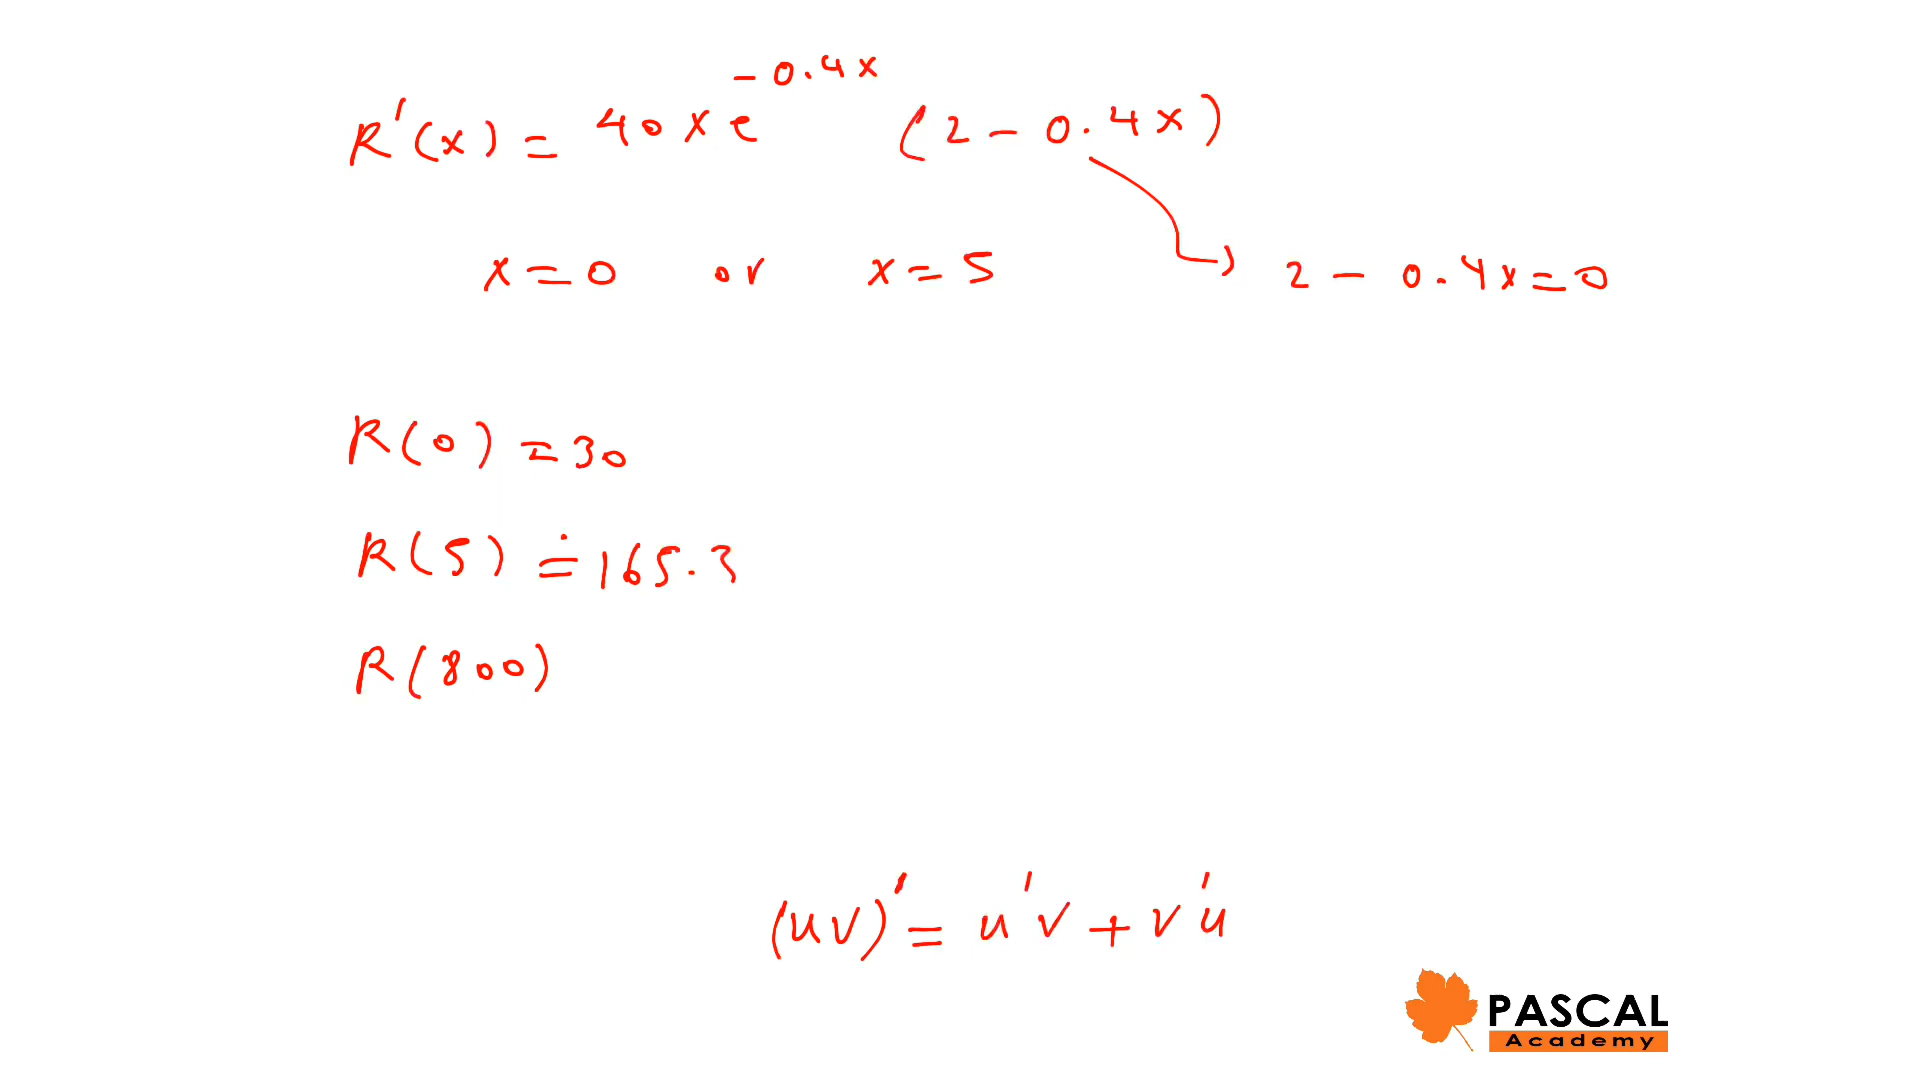 R'(x) = 40xe^{-0.4x} (2 - 0.4x)
x = 0 or x = 5 → 2 - 0.4x = 0
R(0) = 30
R(5) ≐ 165.3
R(800)
(uv)' = u'v + v'u
PASCAL
Academy